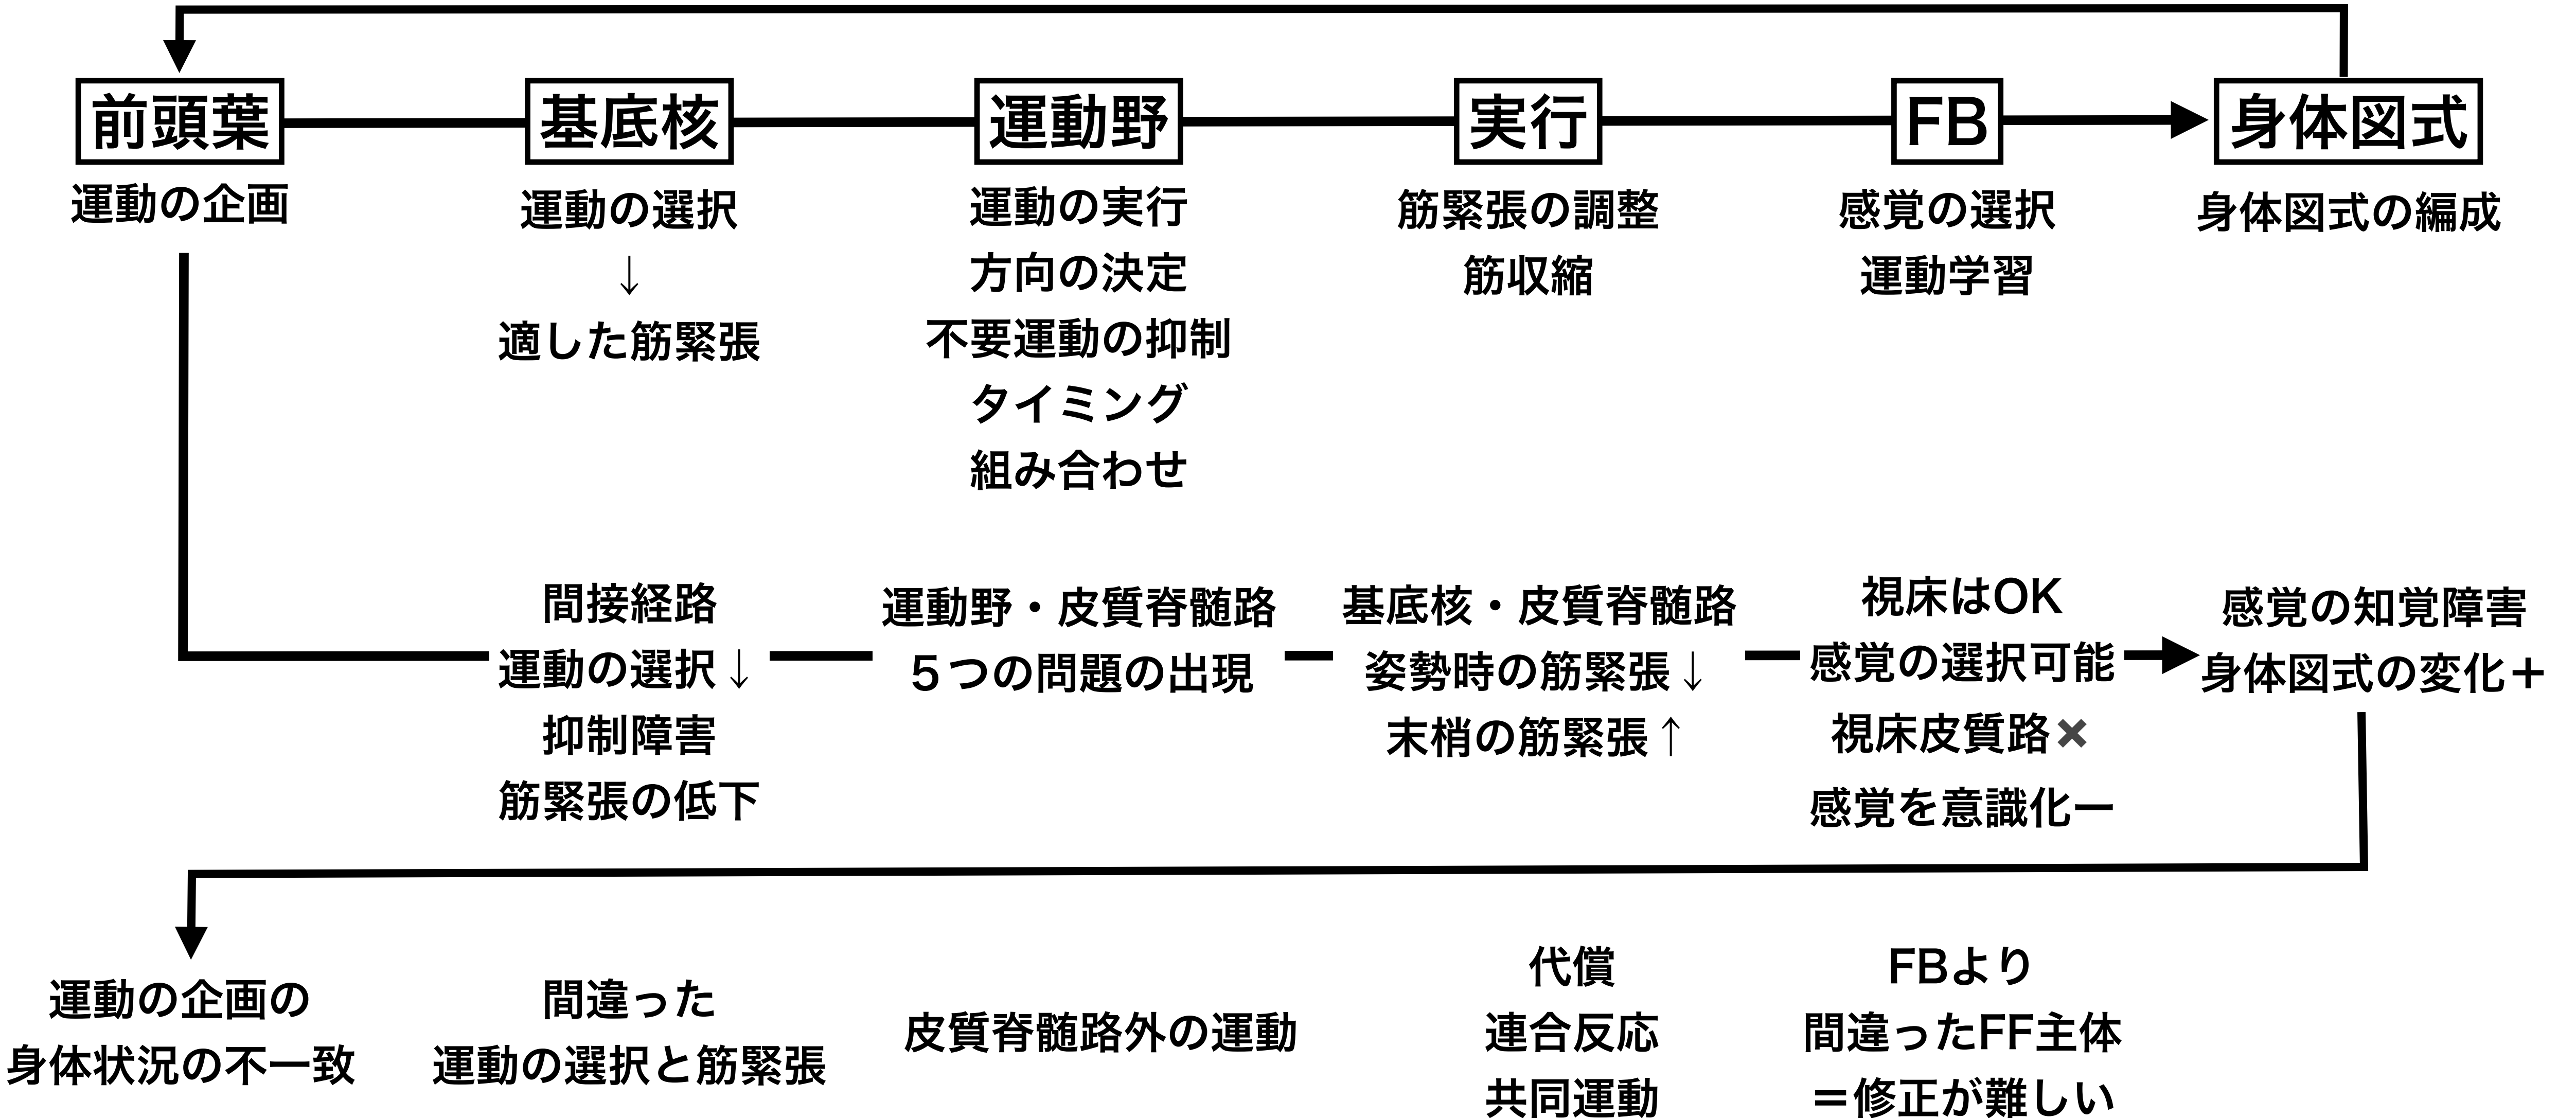 前頭葉
基底核
運動野
実行
FB
身体図式
運動の企画
運動の選択
↓
適した筋緊張
運動の実行
方向の決定
不要運動の抑制
タイミング
組み合わせ
筋緊張の調整
筋収縮
感覚の選択
運動学習
身体図式の編成
間接経路
運動の選択↓
抑制障害
筋緊張の低下
運動野・皮質脊髄路
５つの問題の出現
基底核・皮質脊髄路
姿勢時の筋緊張↓
末梢の筋緊張↑
視床はOK
感覚の選択可能
視床皮質路✖
感覚を意識化ー
感覚の知覚障害
身体図式の変化＋
運動の企画の
身体状況の不一致
間違った
運動の選択と筋緊張
皮質脊髄路外の運動
代償
連合反応
共同運動
FBより
間違ったFF主体
＝修正が難しい